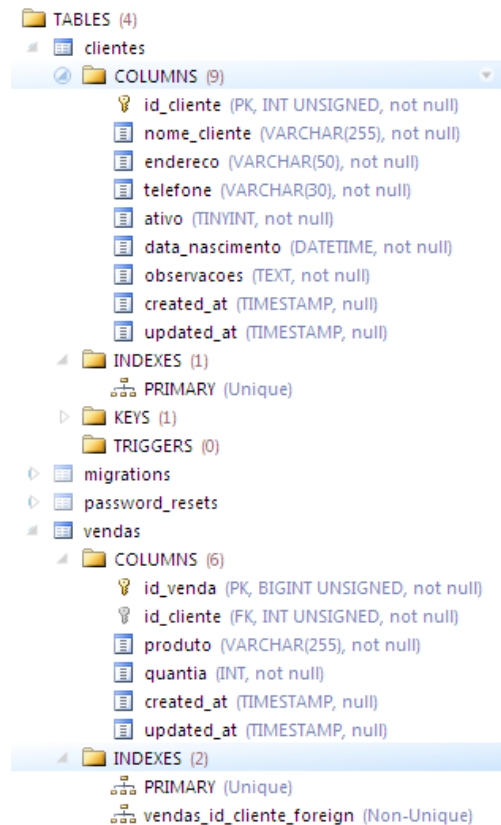 TABLES (4)
clientes
COLUMNS (9)
id_cliente (PK, INT UNSIGNED, not null)
nome_cliente (VARCHAR(255), not null)
endereco (VARCHAR(50), not null)
telefone (VARCHAR(30), not null)
ativo (TINYINT, not null)
data_nascimento (DATETIME, not null)
observacoes (TEXT, not null)
created_at (TIMESTAMP, null)
updated_at (TIMESTAMP, null)
INDEXES (1)
PRIMARY (Unique)
KEYS (1)
TRIGGERS (0)
migrations
password_resets
vendas
COLUMNS (6)
id_venda (PK, BIGINT UNSIGNED, not null)
id_cliente (FK, INT UNSIGNED, not null)
produto (VARCHAR(255), not null)
quantia (INT, not null)
created_at (TIMESTAMP, null)
updated_at (TIMESTAMP, null)
INDEXES (2)
PRIMARY (Unique)
vendas_id_cliente_foreign (Non-Unique)